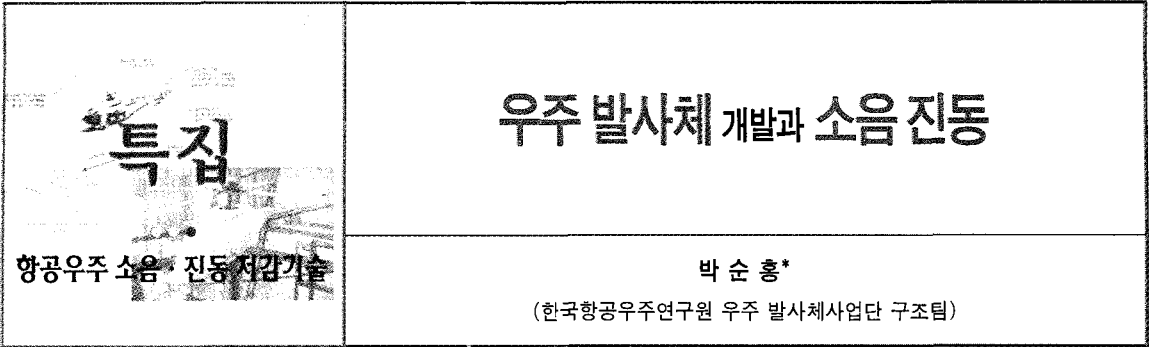 특집
항공우주 소음 · 진동 저감기술
우주 발사체 개발과 소음 진동
박 순 홍*
(한국항공우주연구원 우주 발사체사업단 구조팀)